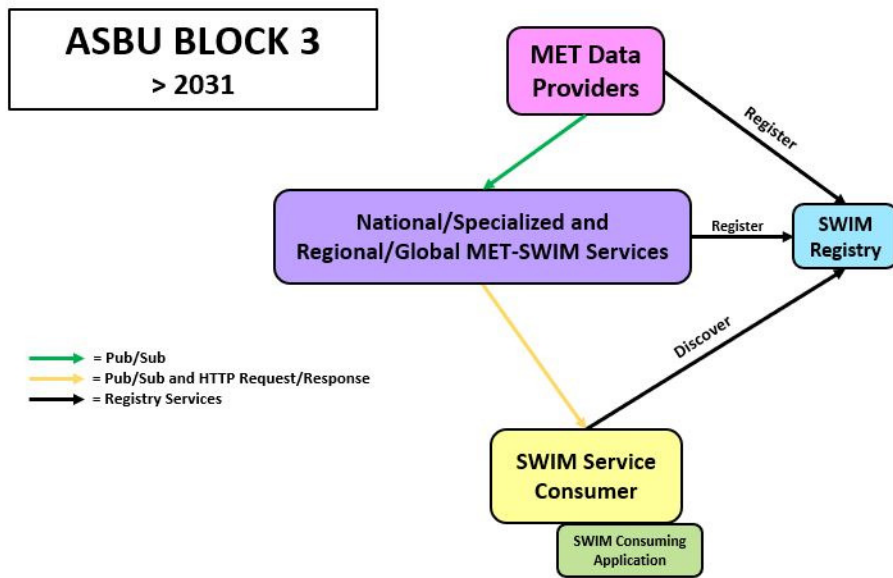 ASBU BLOCK 3
> 2031
MET Data
Providers
Register
National/Specialized and
Regional/Global MET-SWIM Services
Register
SWIM
Registry
Discover
= Pub/Sub
= Pub/Sub and HTTP Request/Response
= Registry Services
SWIM Service
Consumer
SWIM Consuming
Application